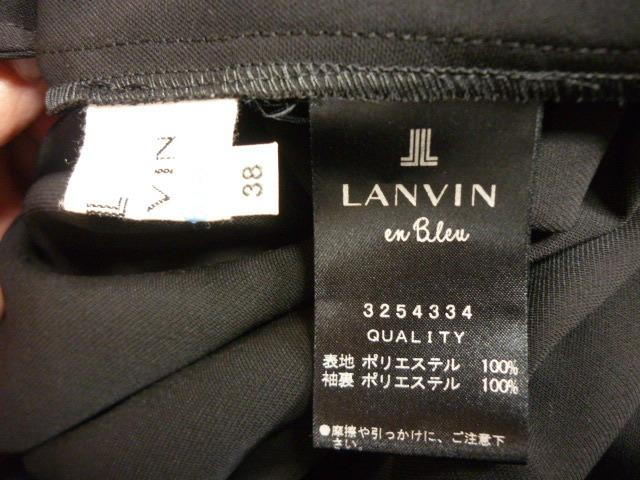 VIN
38
LANVIN
en Bleu
3254334
QUALITY
表地 ポリエステル 100%
袖裏 ポリエステル 100%
●摩擦や引っかけに、ご注意下
さい。